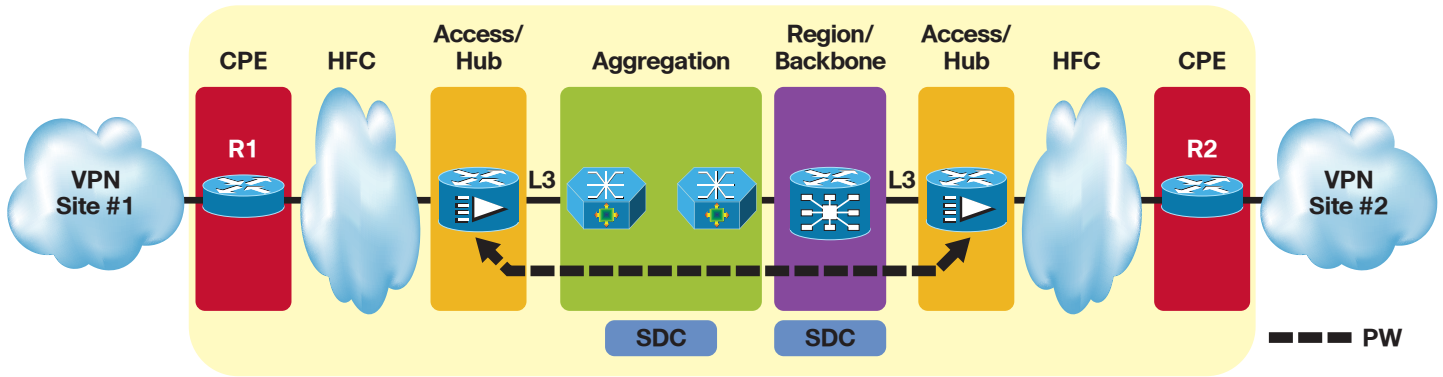 Access/
Hub
Region/
Backbone
Access/
Hub
CPE
HFC
Aggregation
HFC
CPE
R1
R2
VPN
Site #1
L3
L3
VPN
Site #2
SDC
SDC
PW